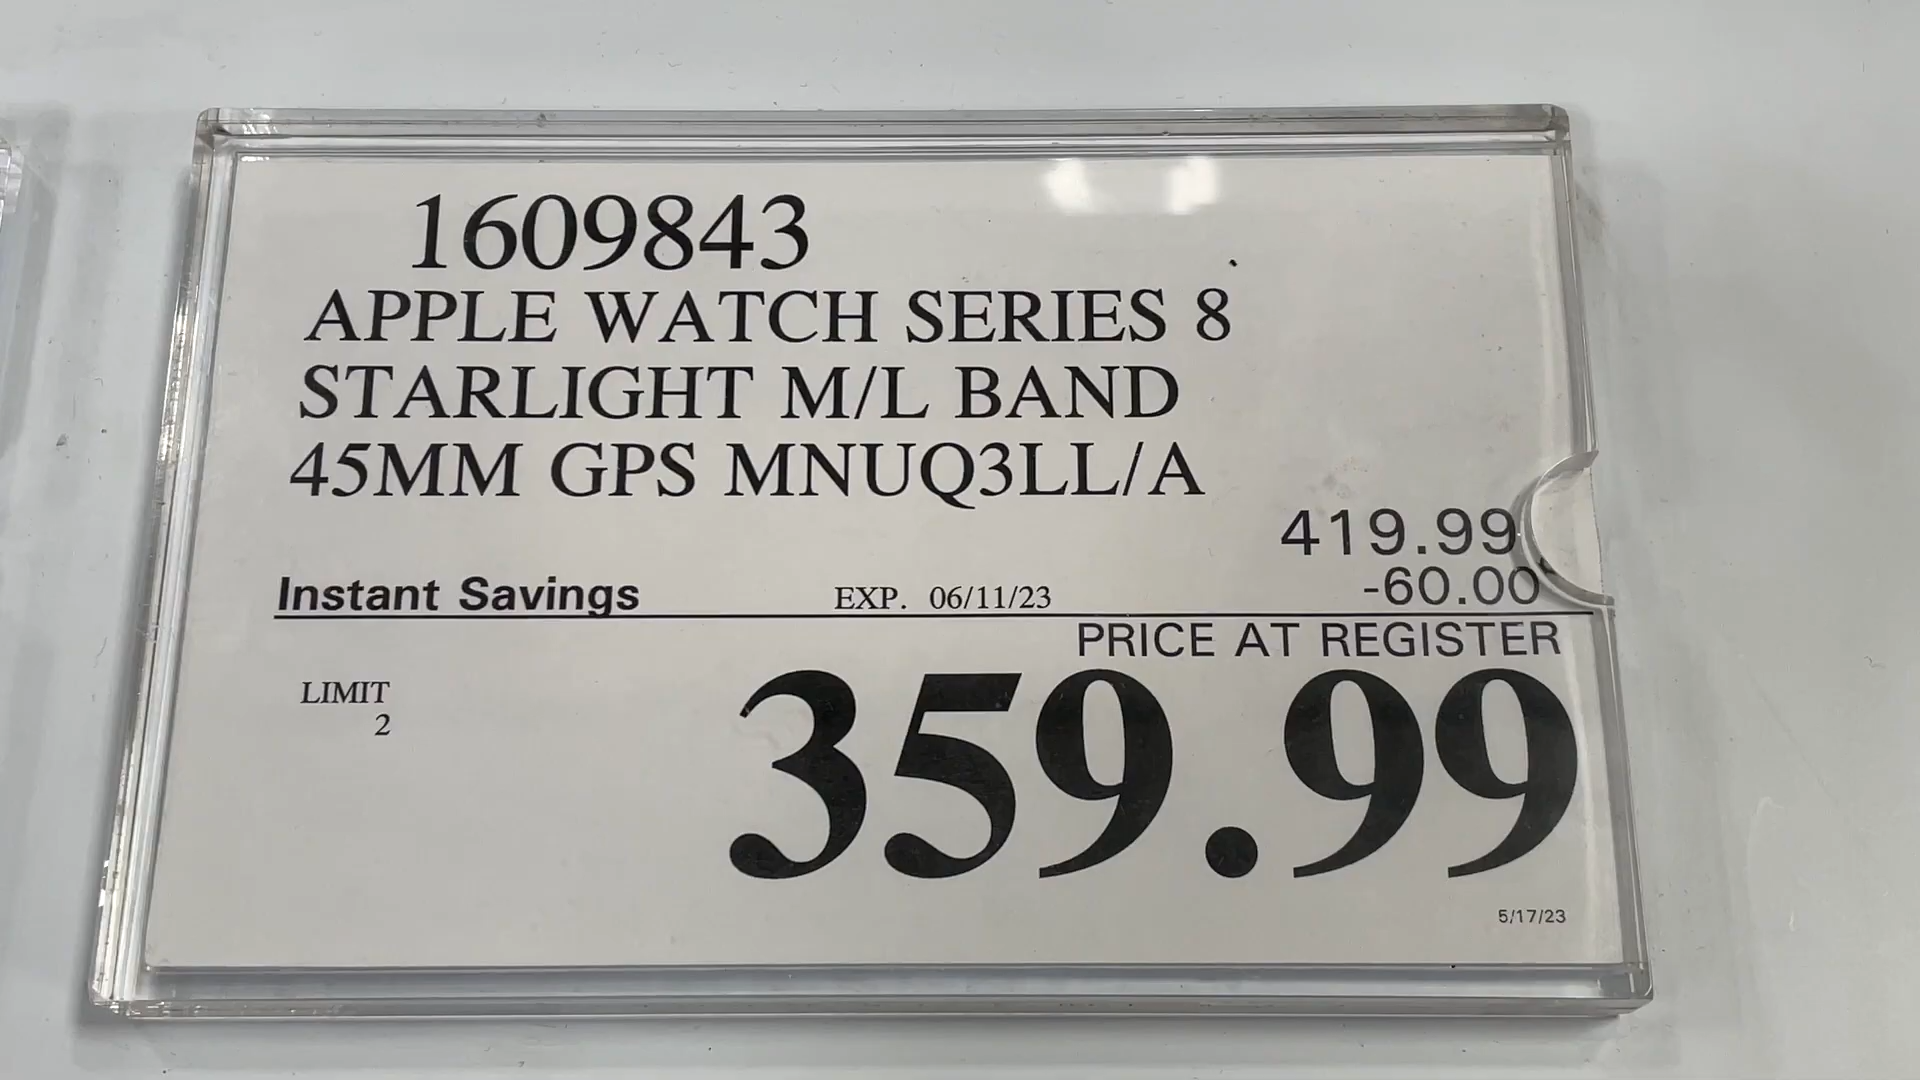 1609843
APPLE WATCH SERIES 8
STARLIGHT M/L BAND
45MM GPS MNUQ3LL/A
419.99
Instant Savings EXP. 06/11/23 -60.00
PRICE AT REGISTER
LIMIT
2
359.99
5/17/23